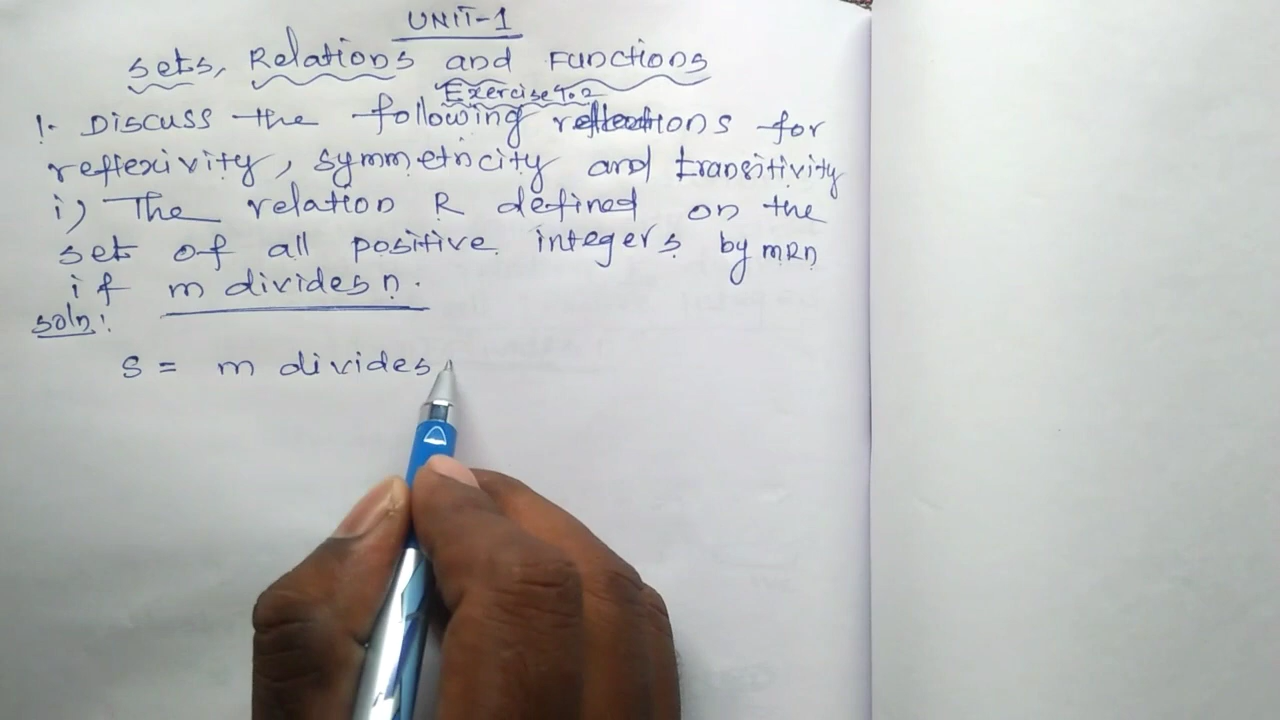 UNIT-1
Sets, Relations and Functions
Exercise 1.2
1. Discuss the following relations for
reflexivity, symmetricity and transitivity
i) The relation R defined on the
set of all positive integers by mRn
if m divides n.
soln:
S = m divides